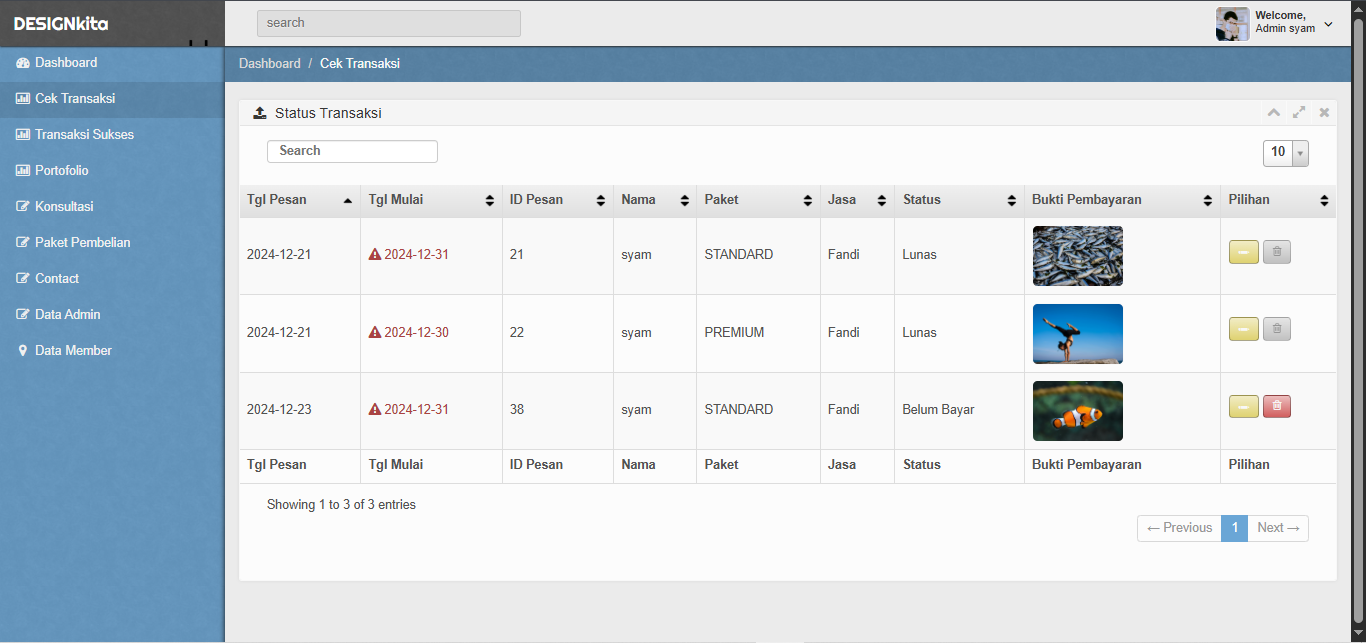 DESIGNkita
search
Welcome,
Admin syam
Dashboard
Cek Transaksi
Transaksi Sukses
Portofolio
Konsultasi
Paket Pembelian
Contact
Data Admin
Data Member
Dashboard / Cek Transaksi
Status Transaksi
Search
10
Tgl Pesan Tgl Mulai ID Pesan Nama Paket Jasa Status Bukti Pembayaran Pilihan
2024-12-21 2024-12-31 21 syam STANDARD Fandi Lunas
2024-12-21 2024-12-30 22 syam PREMIUM Fandi Lunas
2024-12-23 2024-12-31 38 syam STANDARD Fandi Belum Bayar
Tgl Pesan Tgl Mulai ID Pesan Nama Paket Jasa Status Bukti Pembayaran Pilihan
Showing 1 to 3 of 3 entries
← Previous 1 Next →